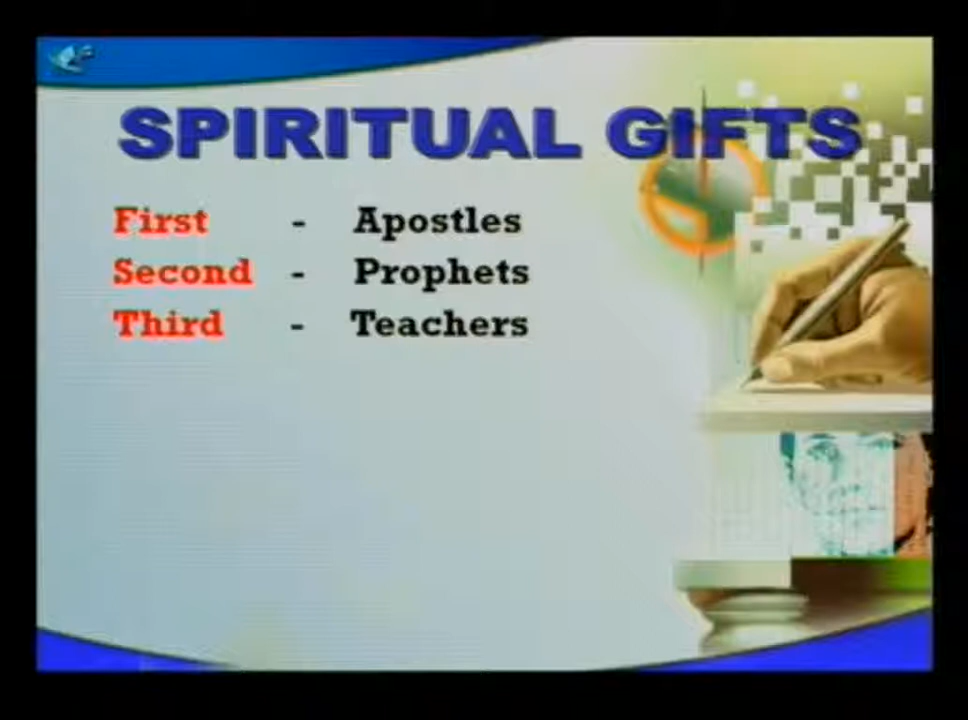 SPIRITUAL GIFTS
First - Apostles
Second - Prophets
Third - Teachers